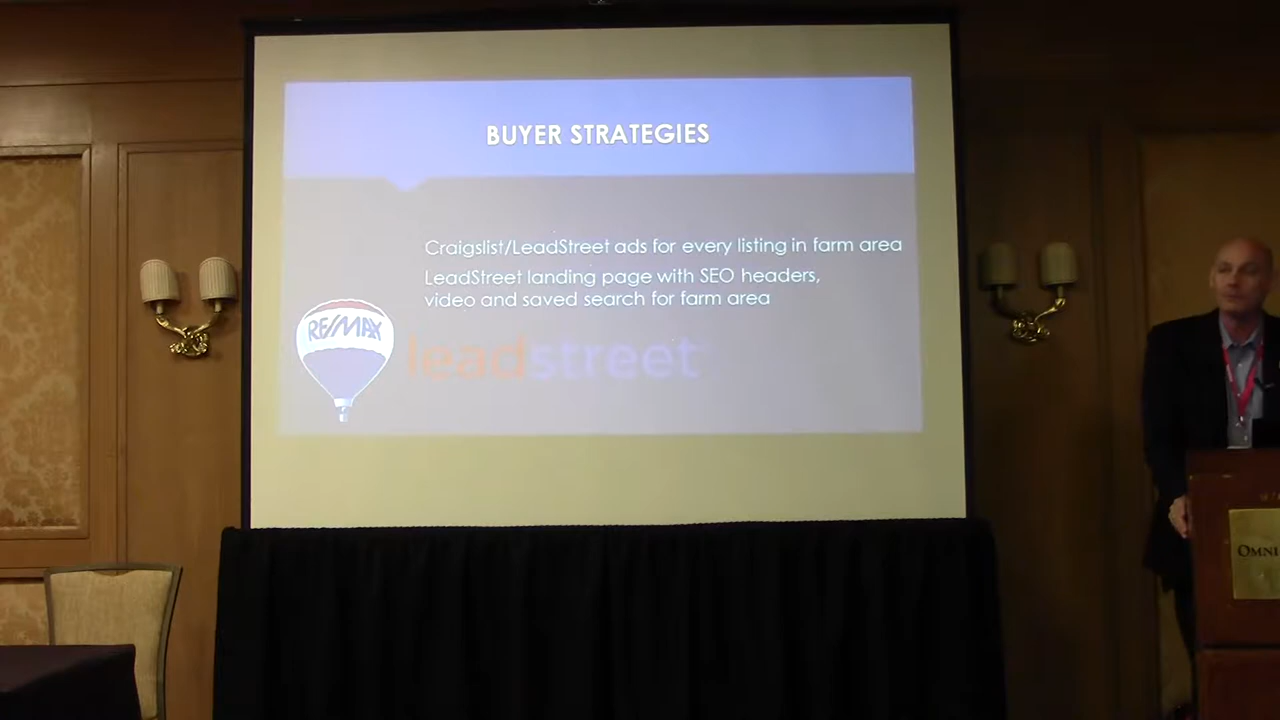 BUYER STRATEGIES
Craigslist/LeadStreet ads for every listing in farm area
LeadStreet landing page with SEO headers,
video and saved search for farm area
RE/MAX
leadstreet
OMNI